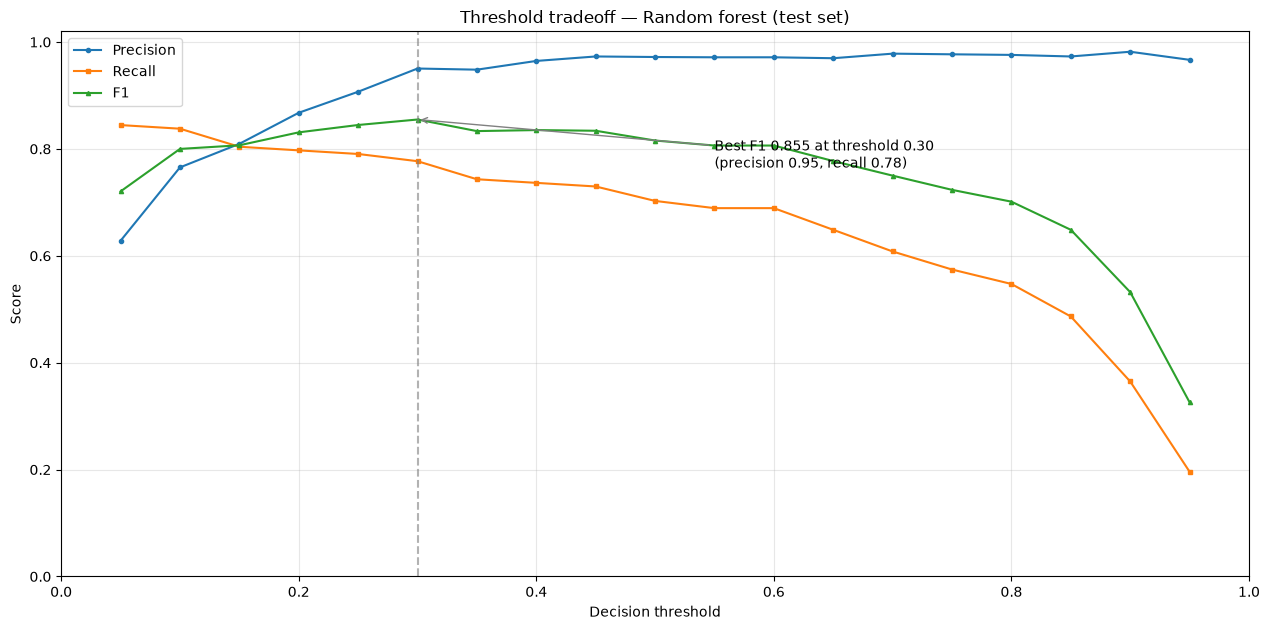 Threshold tradeoff — Random forest (test set)
Precision
Recall
F1
Best F1 0.855 at threshold 0.30
(precision 0.95, recall 0.78)
Score
1.0
0.8
0.6
0.4
0.2
0.0
0.0 0.2 0.4 0.6 0.8 1.0
Decision threshold